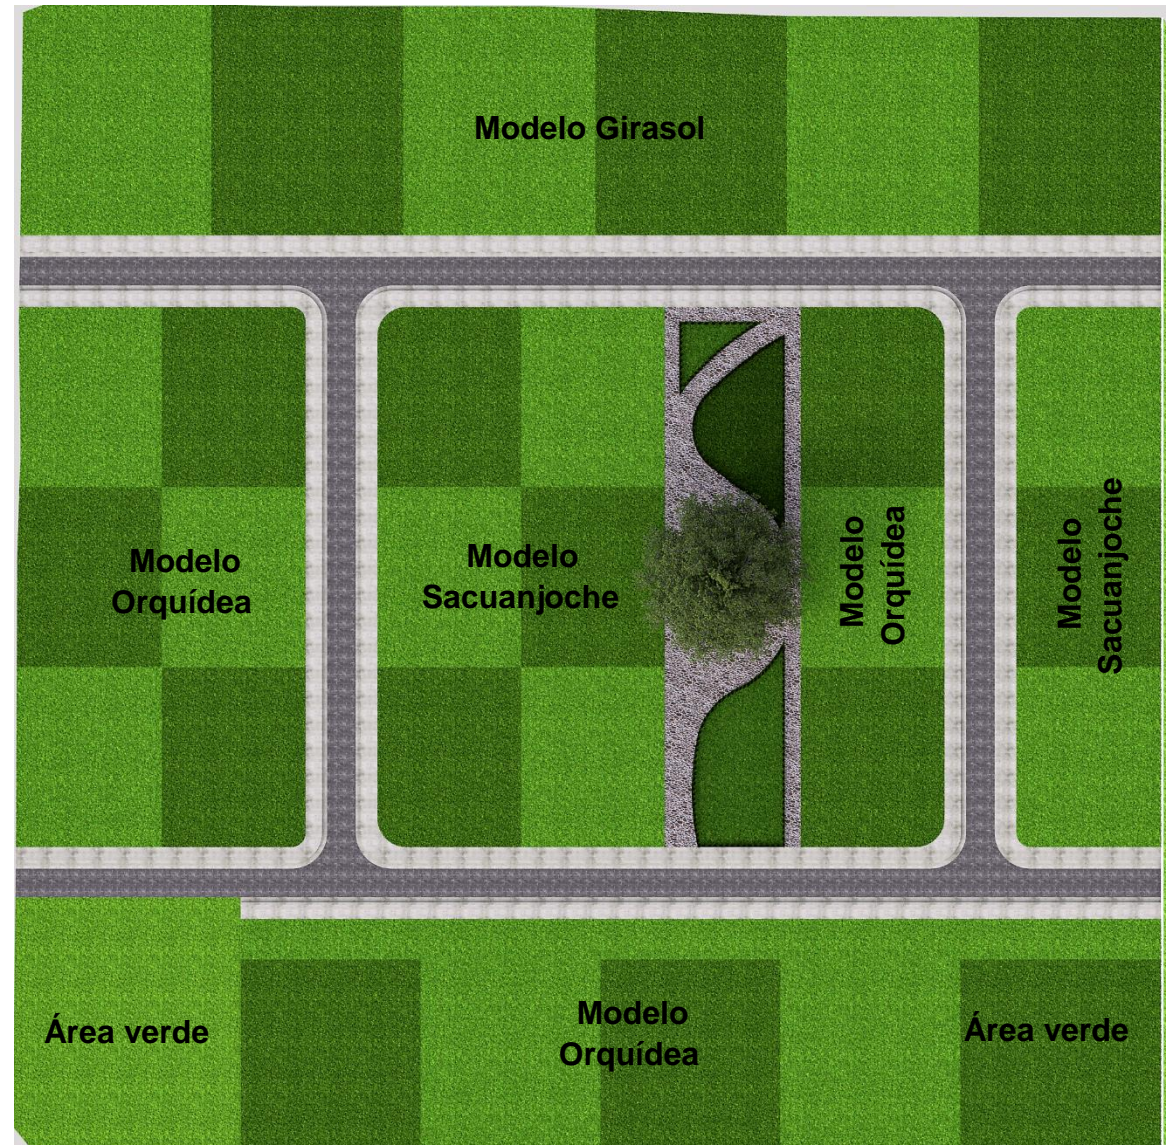 Modelo Girasol
Modelo
Orquídea
Modelo
Sacuanjoche
Modelo
Orquídea
Modelo
Sacuanjoche
Área verde
Modelo
Orquídea
Área verde